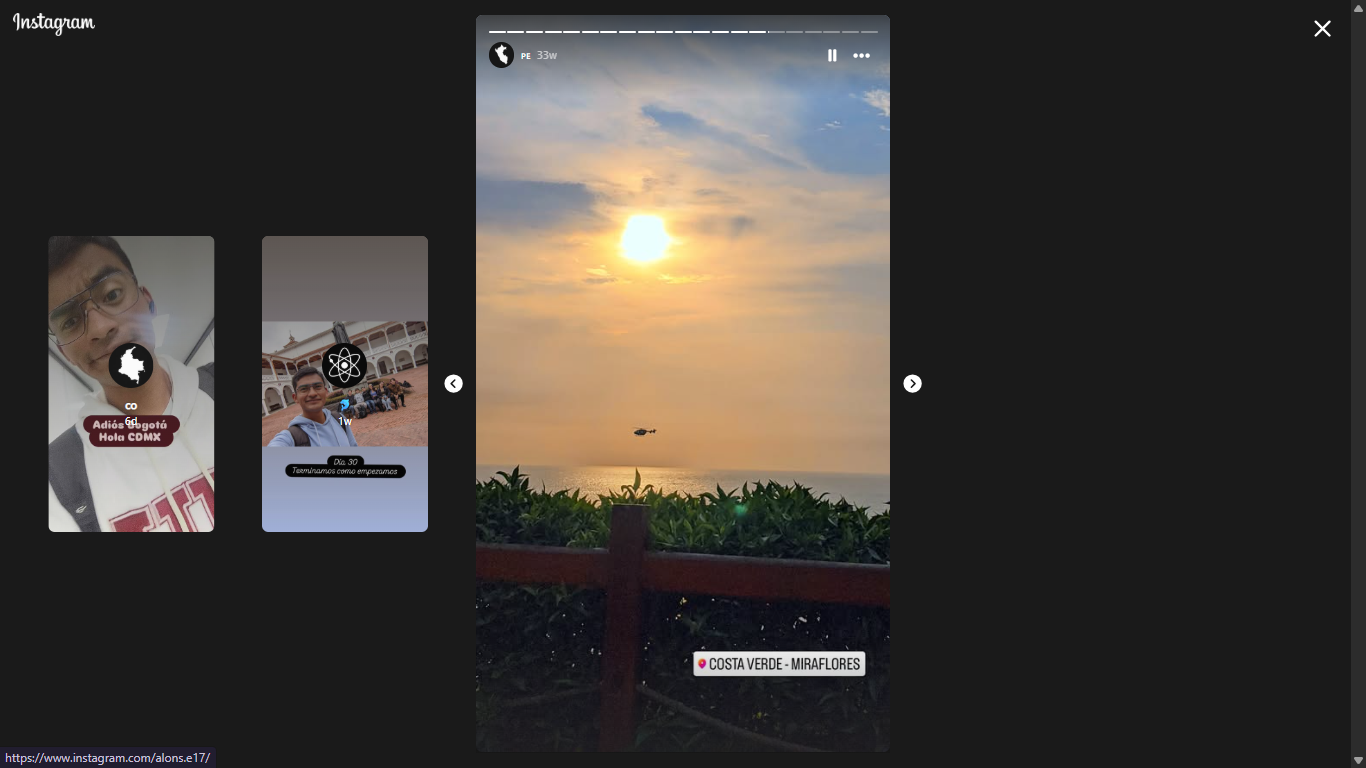 Instagram
PE 33w
CO
6d
Adiós Bogotá
Hola CDMX
1w
Día 30
Terminamos como empezamos
COSTA VERDE - MIRAFLORES
https://www.instagram.com/alons.e17/